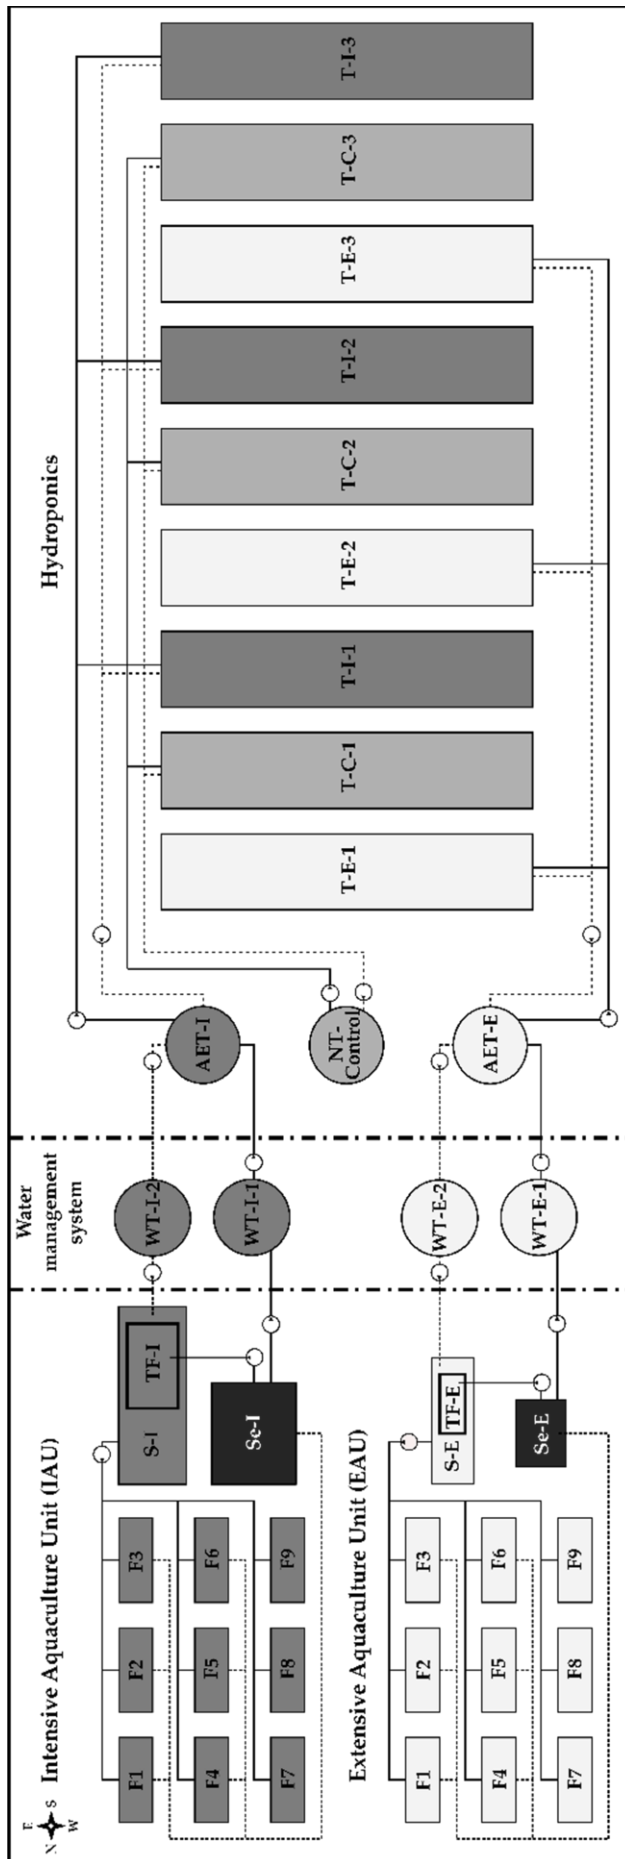 N
E
S
W
Intensive Aquaculture Unit (IAU)
F1
F2
F3
F4
F5
F6
F7
F8
F9
S-I
TF-I
Se-I
Extensive Aquaculture Unit (EAU)
F1
F2
F3
F4
F5
F6
F7
F8
F9
S-E
TF-E
Se-E
Water
management
system
WT-I-2
WT-I-1
WT-E-2
WT-E-1
Hydroponics
AET-I
NT-
Control
AET-E
T-E-1
T-C-1
T-I-1
T-E-2
T-C-2
T-I-2
T-E-3
T-C-3
T-I-3